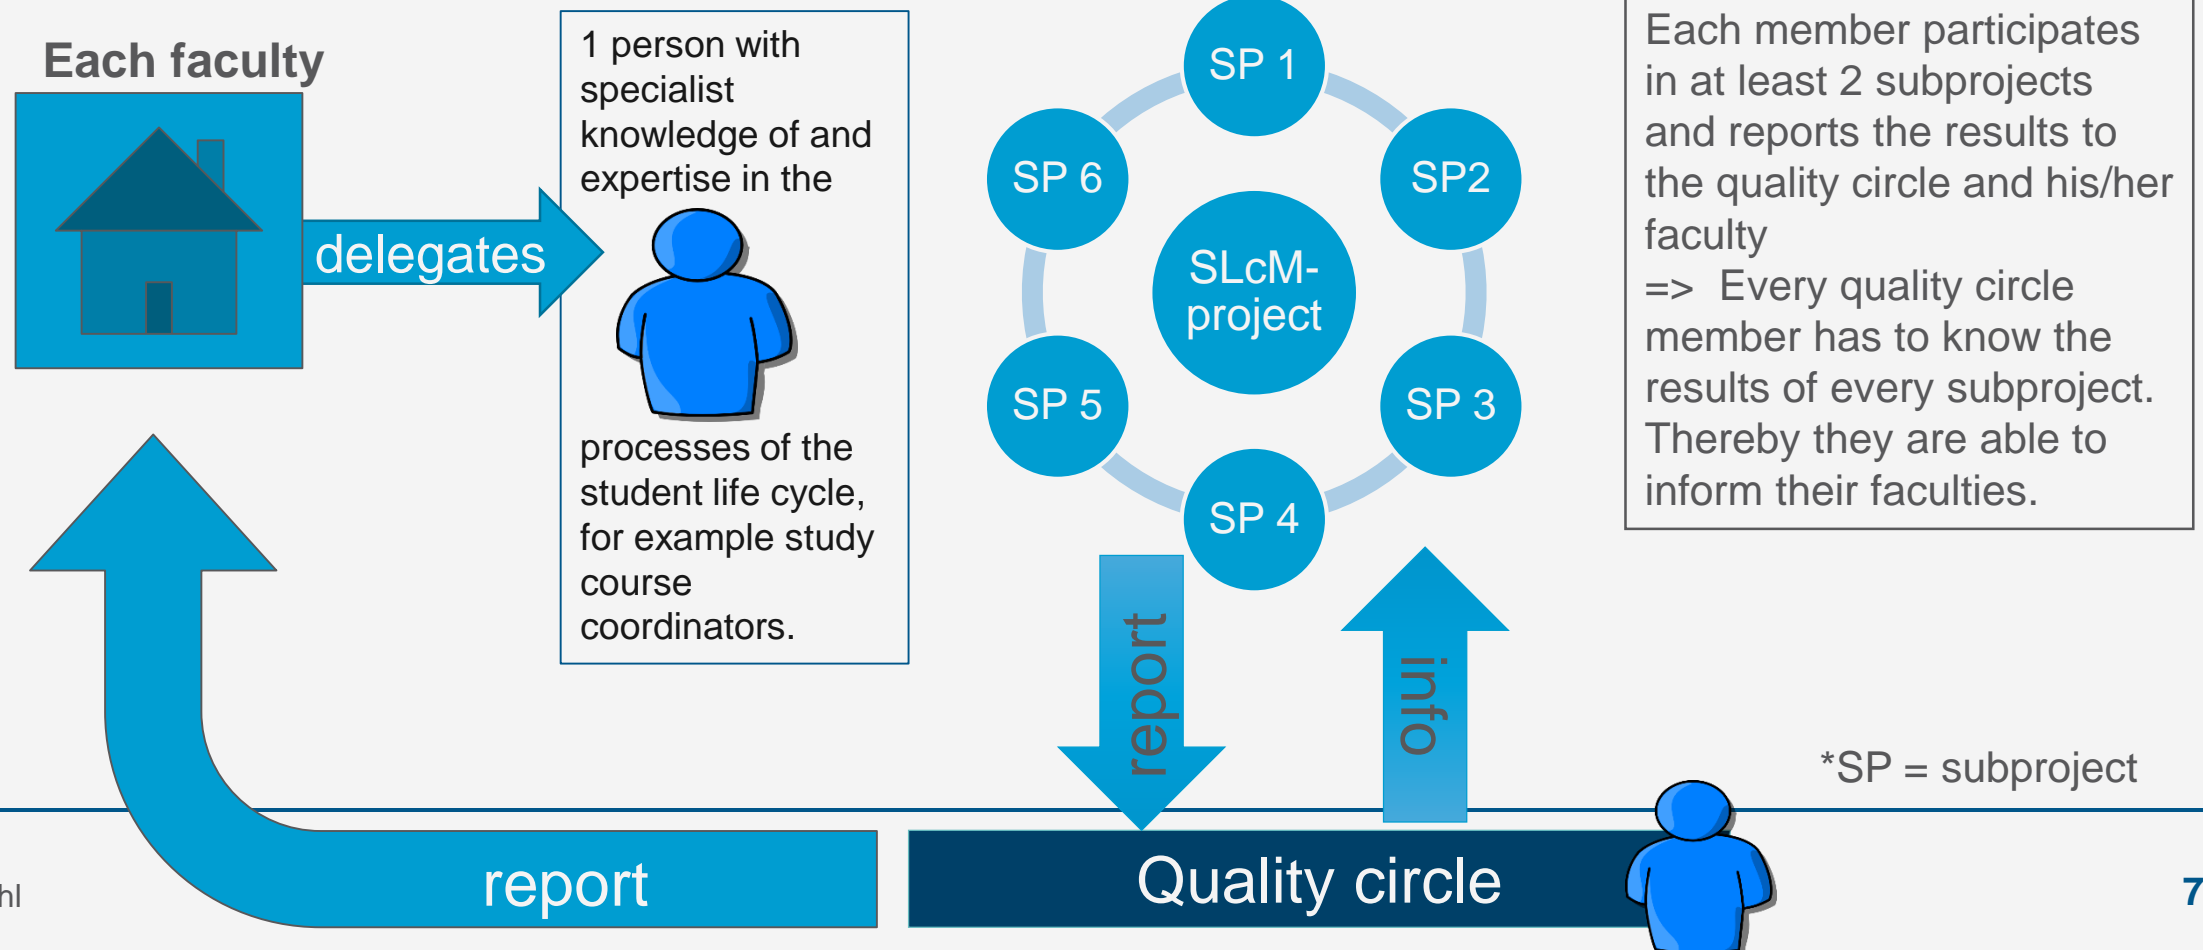 Each faculty
delegates
1 person with
specialist
knowledge of and
expertise in the
processes of the
student life cycle,
for example study
course
coordinators.
SP 1
SP2
SP 3
SP 4
SP 5
SP 6
SLcM-
project
Each member participates
in at least 2 subprojects
and reports the results to
the quality circle and his/her
faculty
=> Every quality circle
member has to know the
results of every subproject.
Thereby they are able to
inform their faculties.
report
info
*SP = subproject
report
Quality circle
hl
7